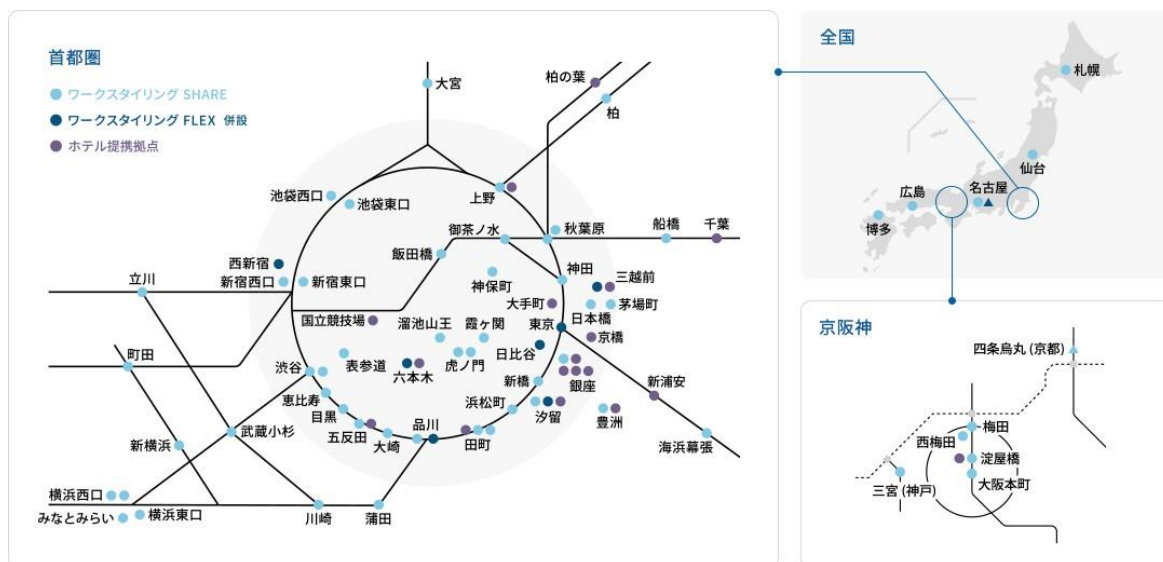 首都圏
ワークスタイリング SHARE
ワークスタイリング FLEX 併設
ホテル提携拠点
大宮
柏の葉
柏
池袋西口
池袋東口
上野
御茶ノ水
秋葉原
船橋
千葉
飯田橋
西新宿
新宿西口
新宿東口
神保町
神田
三越前
立川
大手町
日本橋
茅場町
国立競技場
溜池山王
霞ヶ関
東京
京橋
町田
渋谷
表参道
六本木
虎ノ門
日比谷
銀座
新橋
新浦安
恵比寿
目黒
浜松町
汐留
豊洲
五反田
大崎
品川
田町
新横浜
武蔵小杉
海浜幕張
横浜西口
みなとみらい
横浜東口
川崎
蒲田
全国
札幌
仙台
広島
名古屋
博多
京阪神
四条烏丸 (京都)
梅田
西梅田
淀屋橋
三宮 (神戸)
大阪本町